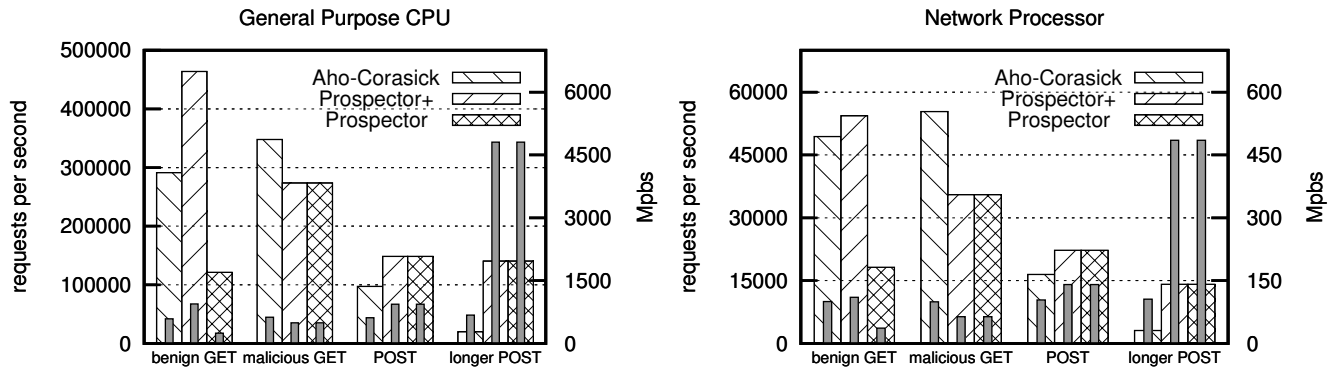 General Purpose CPU
requests per second
500000
400000
300000
200000
100000
0
Aho-Corasick
Prospector+
Prospector
6000
4500
3000
1500
0
Mpbs
benign GET malicious GET POST longer POST
Network Processor
requests per second
60000
45000
30000
15000
0
Aho-Corasick
Prospector+
Prospector
600
450
300
150
0
Mpbs
benign GET malicious GET POST longer POST